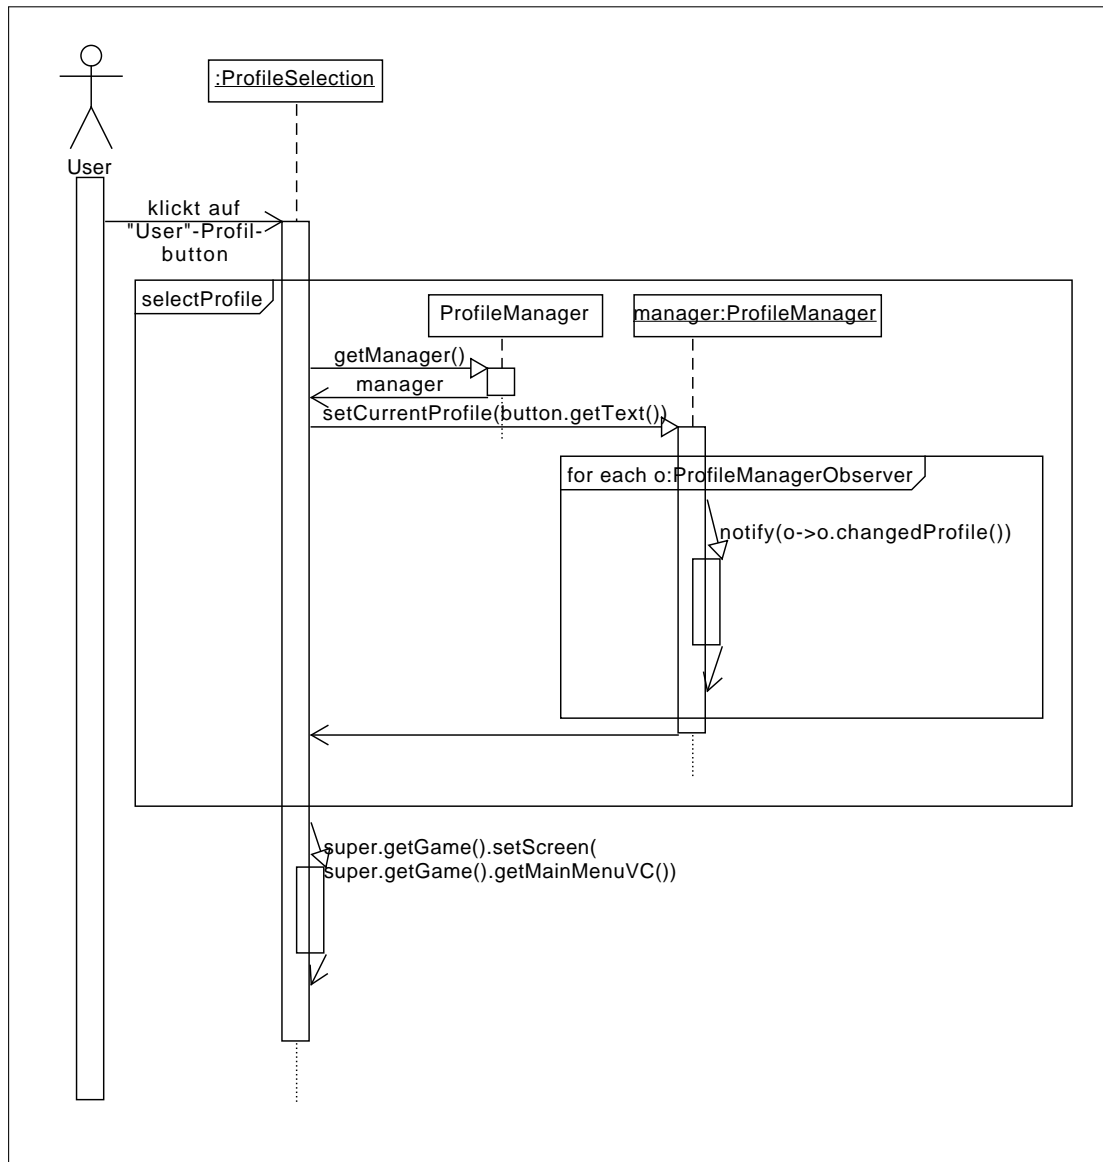 :ProfileSelection
User
klickt auf
"User"-Profil-
button
selectProfile
ProfileManager
manager:ProfileManager
getManager()
manager
setCurrentProfile(button.getText())
for each o:ProfileManagerObserver
notify(o->o.changedProfile())
super.getGame().setScreen(
super.getGame().getMainMenuVC())